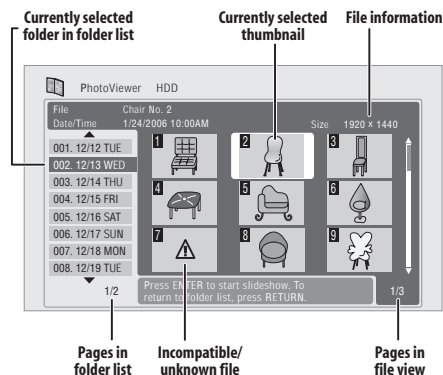 Currently selected
folder in folder list
Currently selected
thumbnail
File information
PhotoViewer HDD
File Chair No. 2
Date/Time 1/24/2006 10:00AM Size 1920 x 1440
001. 12/12 TUE
002. 12/13 WED
003. 12/14 THU
004. 12/15 FRI
005. 12/16 SAT
006. 12/17 SUN
007. 12/18 MON
008. 12/19 TUE
1/2
1 2 3
4 5 6
7 8 9
Press ENTER to start slideshow. To
return to folder list, press RETURN.
1/3
Pages in
folder list
Incompatible/
unknown file
Pages in
file view